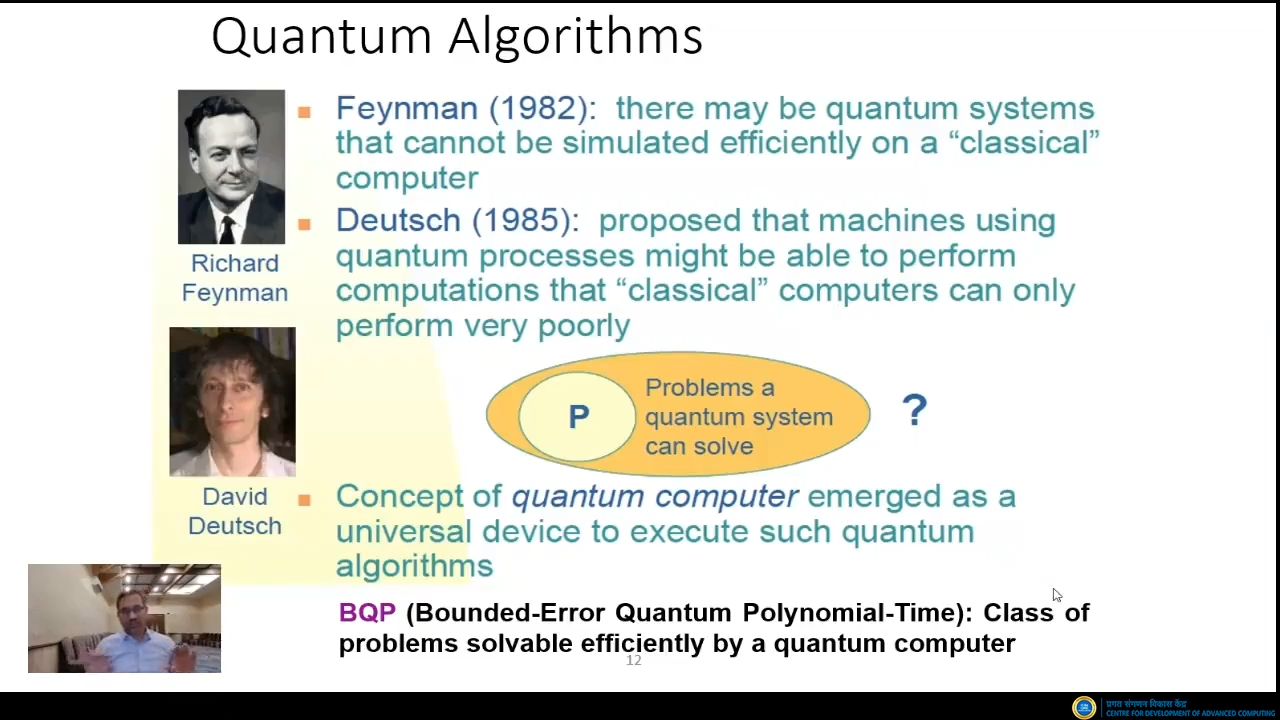 Quantum Algorithms
Feynman (1982): there may be quantum systems
that cannot be simulated efficiently on a “classical”
computer
Richard
Feynman
Deutsch (1985): proposed that machines using
quantum processes might be able to perform
computations that “classical” computers can only
perform very poorly
P
Problems a
quantum system
can solve
?
David
Deutsch
Concept of quantum computer emerged as a
universal device to execute such quantum
algorithms
BQP (Bounded-Error Quantum Polynomial-Time): Class of
problems solvable efficiently by a quantum computer
12
प्रगत संगणन विकास केंद्र
CENTRE FOR DEVELOPMENT OF ADVANCED COMPUTING